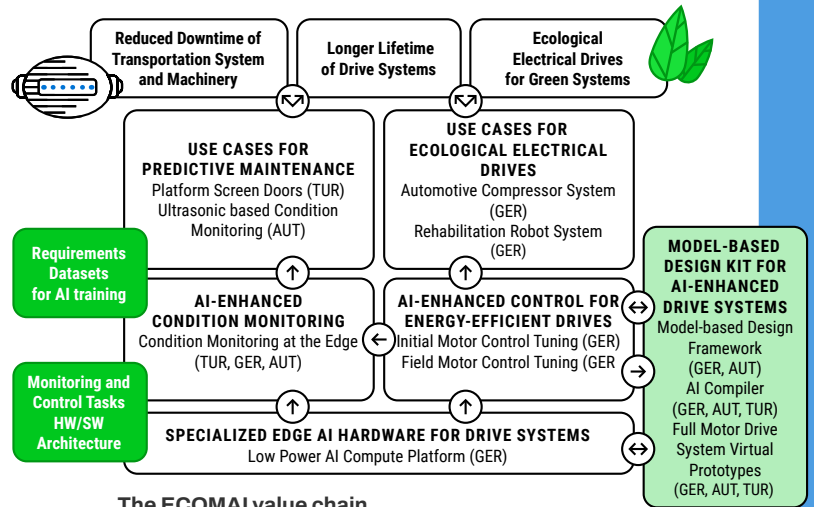 Reduced Downtime of
Transportation System
and Machinery
Longer Lifetime
of Drive Systems
Ecological
Electrical Drives
for Green Systems
USE CASES FOR
PREDICTIVE MAINTENANCE
Platform Screen Doors (TUR)
Ultrasonic based Condition
Monitoring (AUT)
USE CASES FOR
ECOLOGICAL ELECTRICAL
DRIVES
Automotive Compressor System
(GER)
Rehabilitation Robot System
(GER)
Requirements
Datasets
for AI training
AI-ENHANCED
CONDITION MONITORING
Condition Monitoring at the Edge
(TUR, GER, AUT)
AI-ENHANCED CONTROL FOR
ENERGY-EFFICIENT DRIVES
Initial Motor Control Tuning (GER)
Field Motor Control Tuning (GER
MODEL-BASED
DESIGN KIT FOR
AI-ENHANCED
DRIVE SYSTEMS
Model-based Design
Framework
(GER, AUT)
AI Compiler
(GER, AUT, TUR)
Full Motor Drive
System Virtual
Prototypes
(GER, AUT, TUR)
Monitoring and
Control Tasks
HW/SW
Architecture
SPECIALIZED EDGE AI HARDWARE FOR DRIVE SYSTEMS
Low Power AI Compute Platform (GER)
The ECOMAI value chain